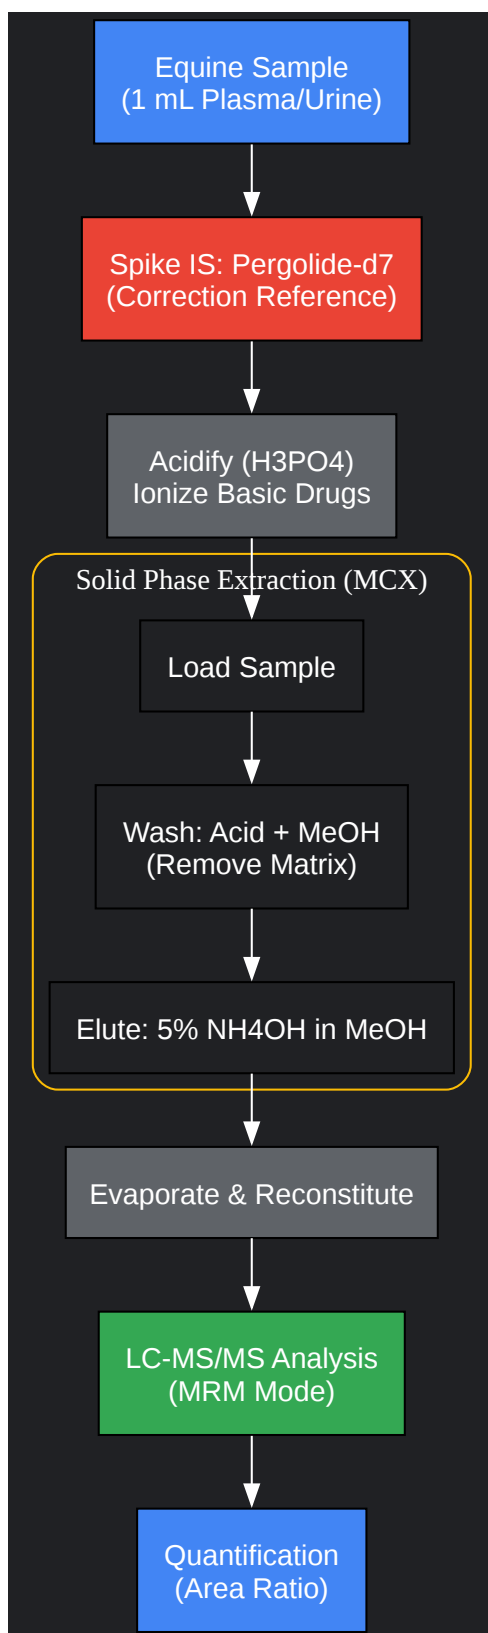 Equine Sample
(1 mL Plasma/Urine)
Spike IS: Pergolide-d7
(Correction Reference)
Acidify (H3PO4)
Ionize Basic Drugs
Solid Phase Extraction (MCX)
Load Sample
Wash: Acid + MeOH
(Remove Matrix)
Elute: 5% NH4OH in MeOH
Evaporate & Reconstitute
LC-MS/MS Analysis
(MRM Mode)
Quantification
(Area Ratio)